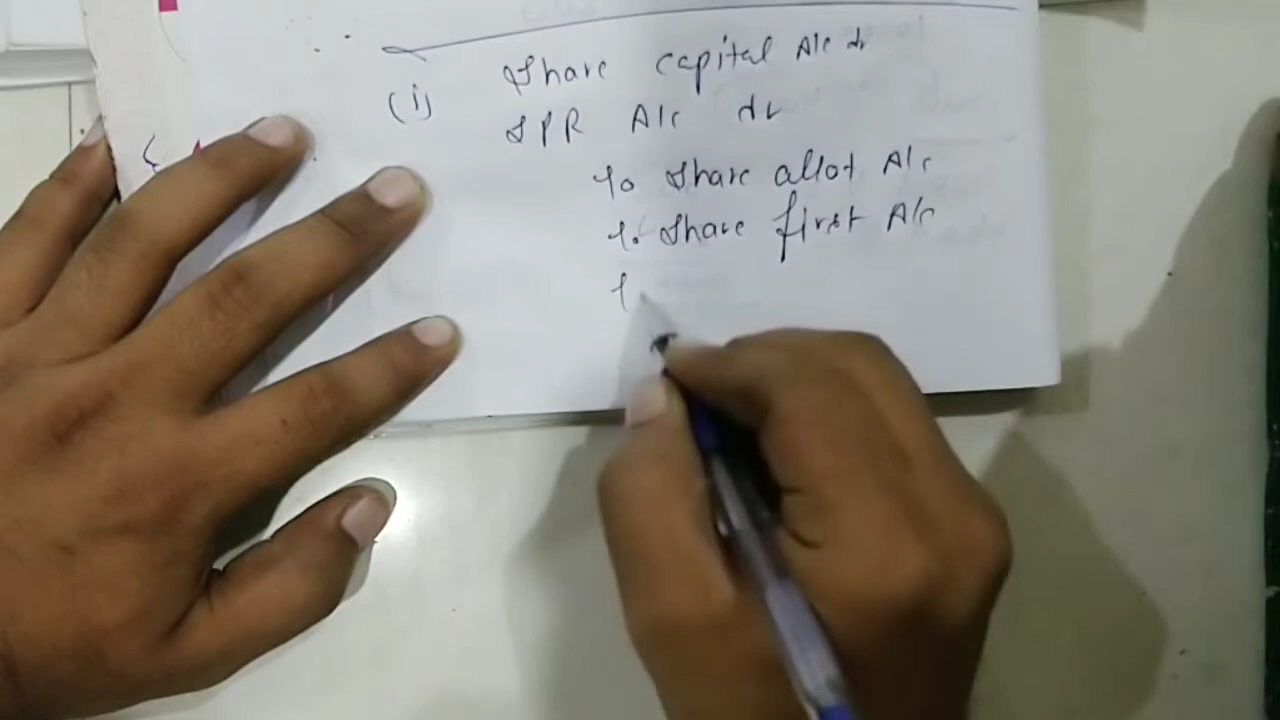 (i) Share capital A/c dr
SPR A/c dr
To Share allot A/c
To Share first A/c